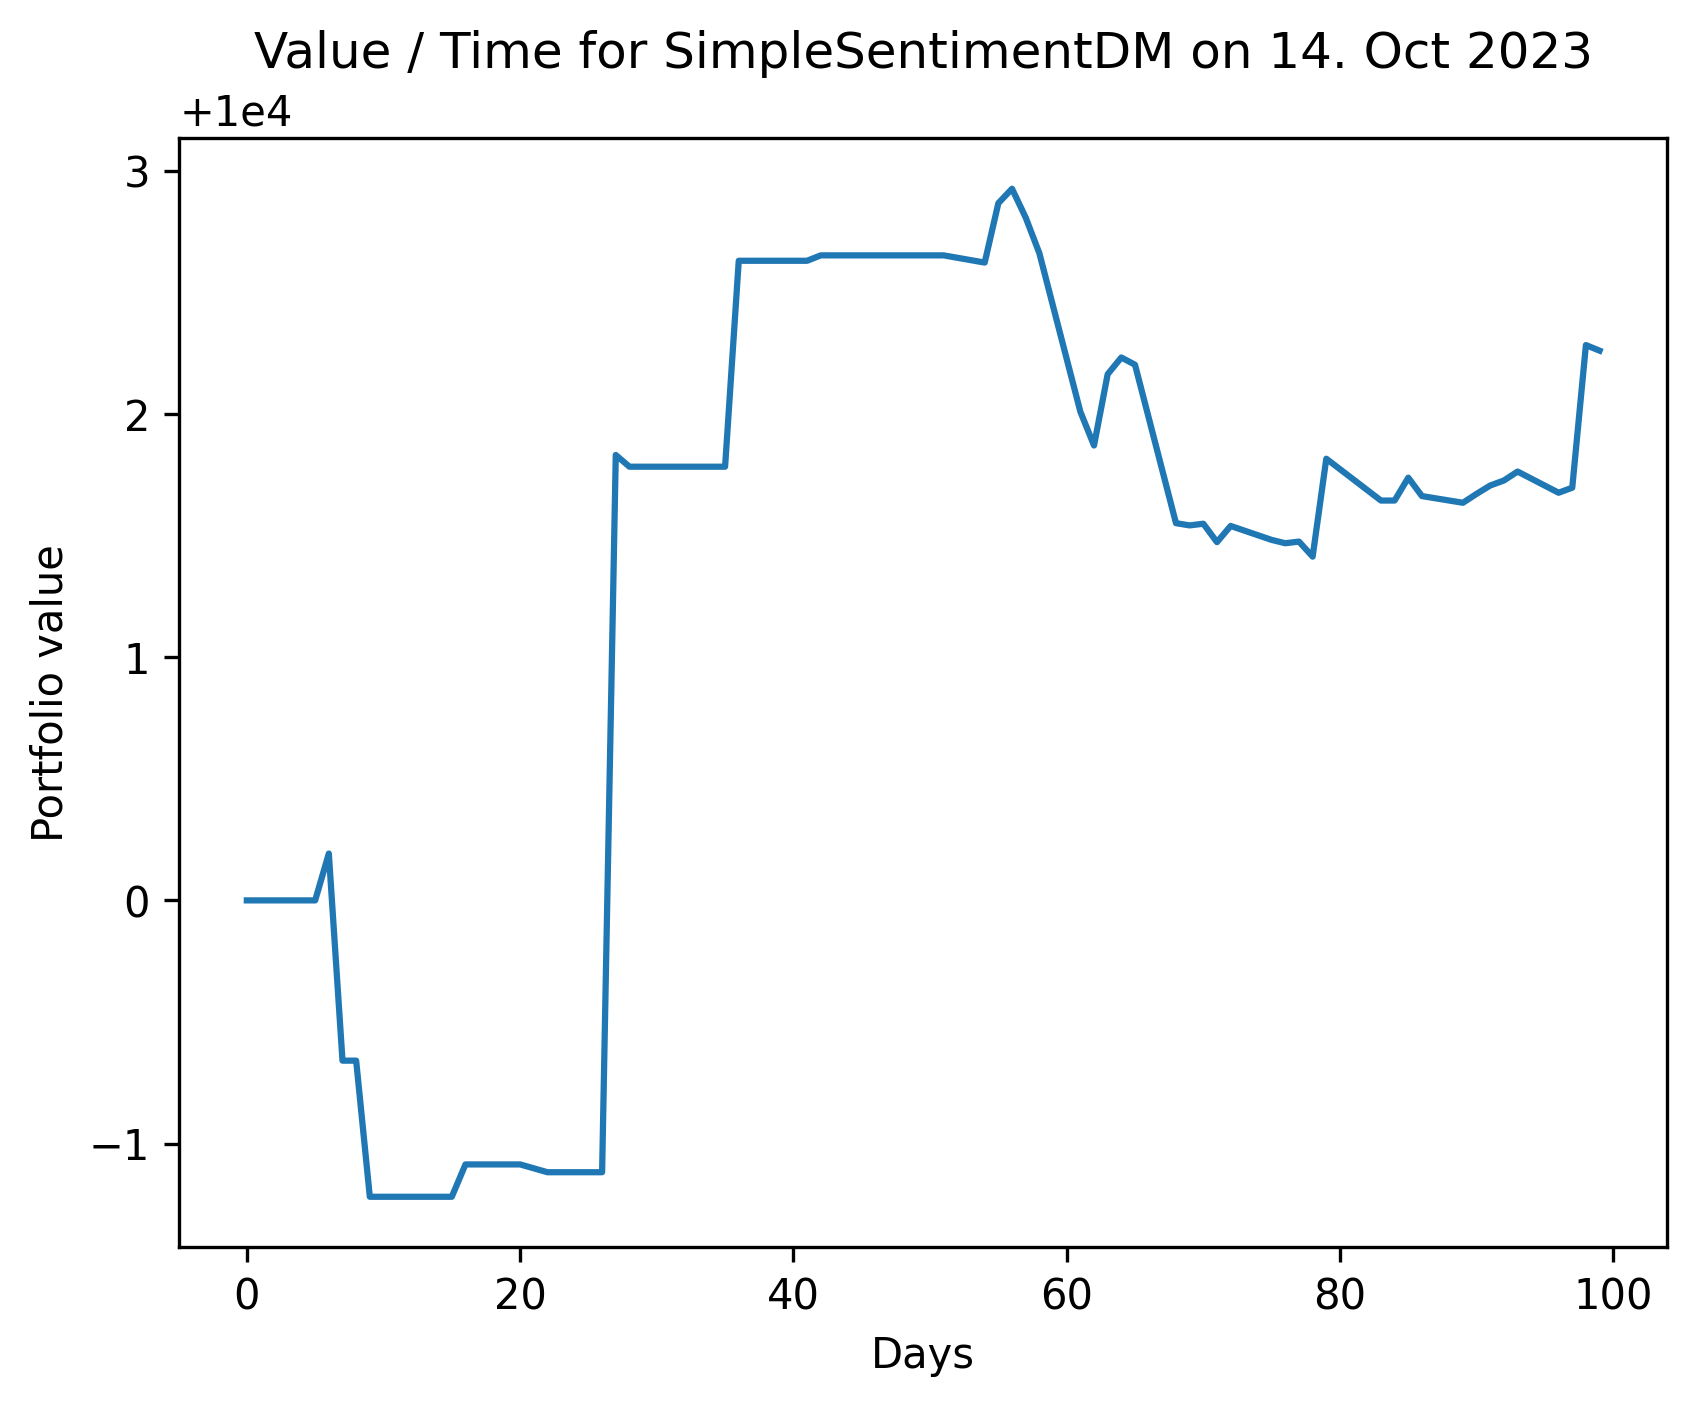 Value / Time for SimpleSentimentDM on 14. Oct 2023
+1e4
3
2
1
0
−1
Portfolio value
0 20 40 60 80 100
Days